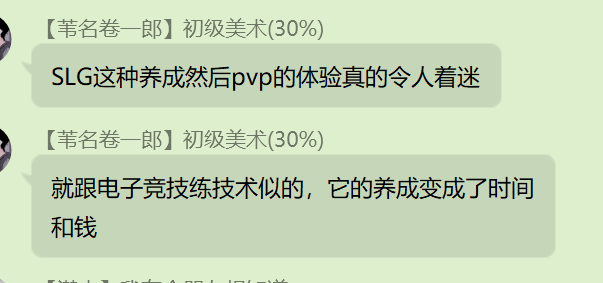 【苇名卷一郎】初级美术(30%)
SLG这种养成然后pvp的体验真的令人着迷
【苇名卷一郎】初级美术(30%)
就跟电子竞技练技术似的，它的养成变成了时间
和钱